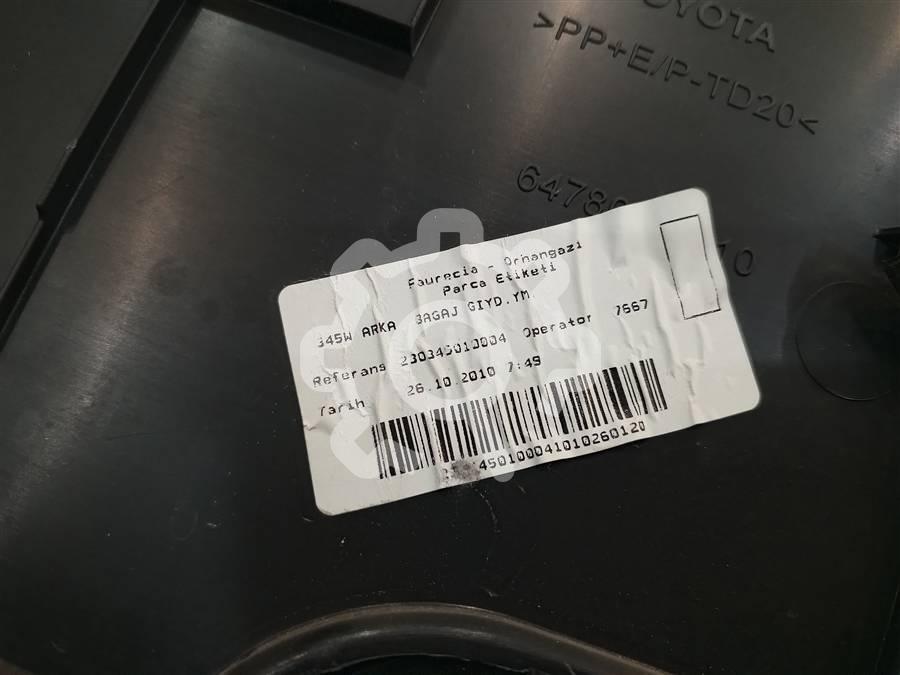 TOYOTA
>PP+E/P-TD20<
Faurecia - Orhangazi
Parca Etiketi
345W ARKA BAGAJ GIYD.YM.
Referans 230345010004 Operator 7667
Tarih 26.10.2010 7:49
450100041010260120